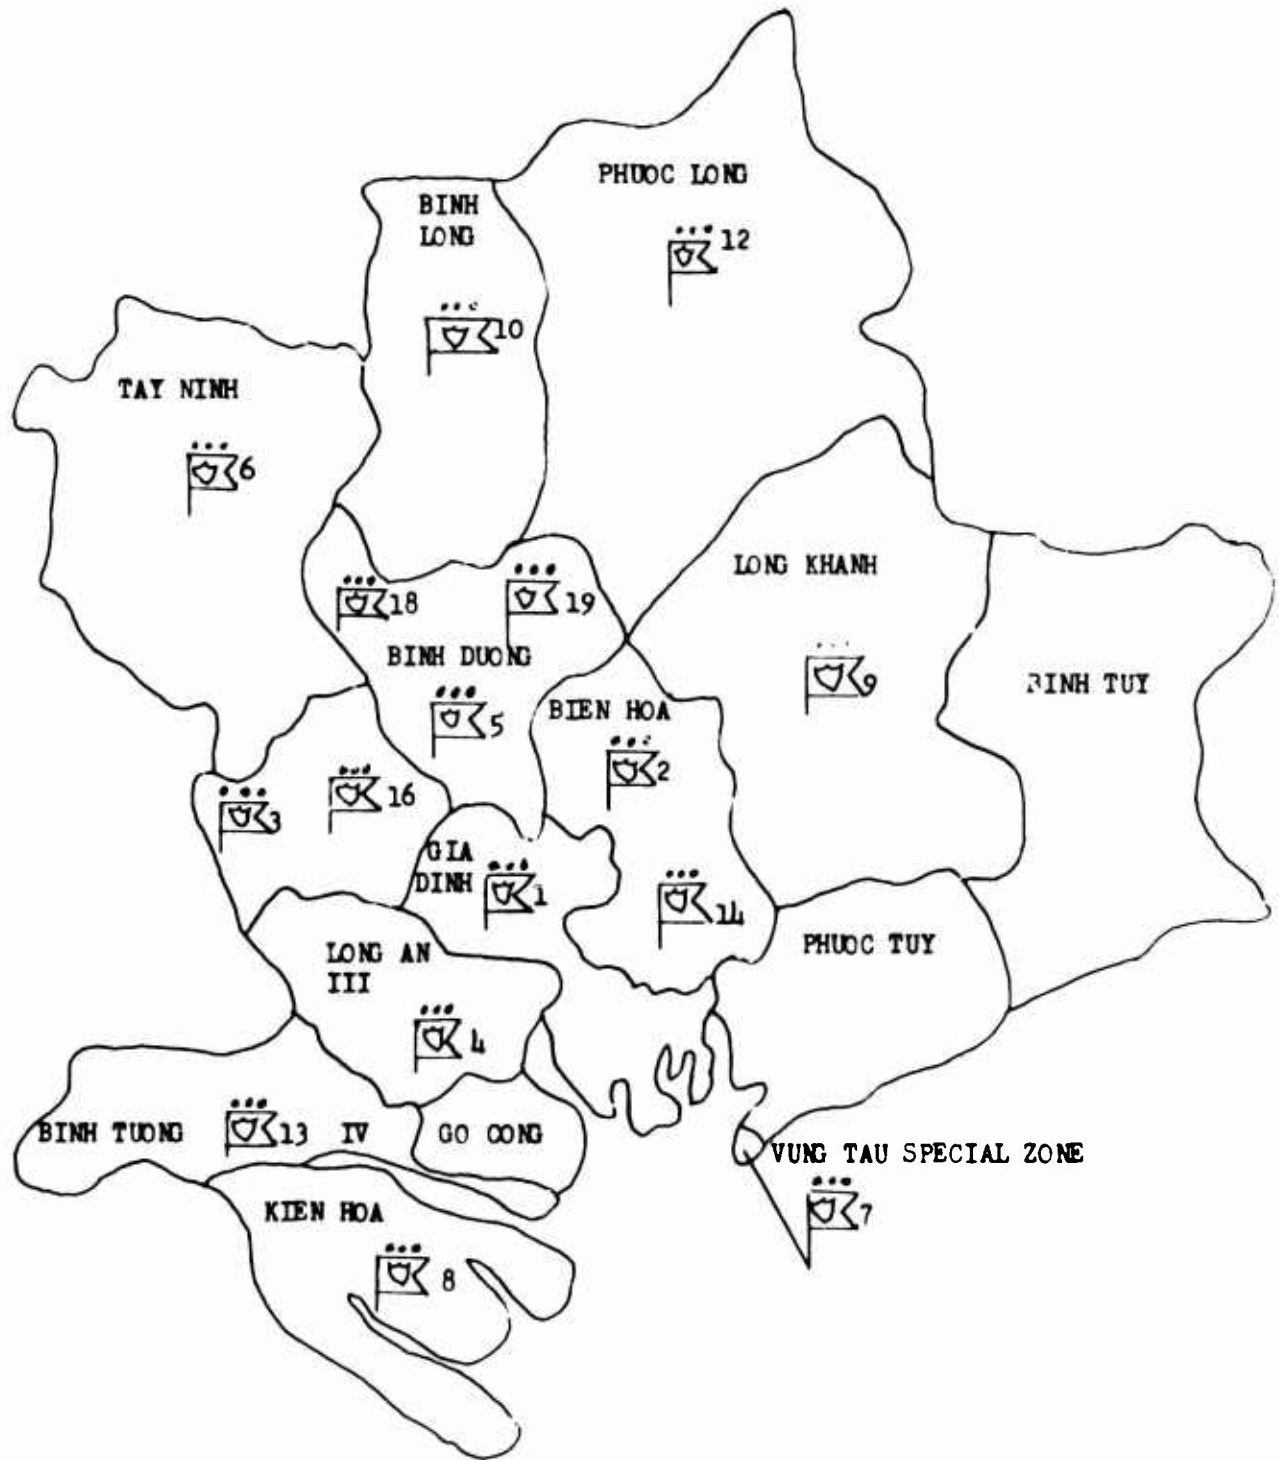 PHUOC LONG
12
BINH
LONG
10
TAY NINH
6
LONG KHANH
9
18
19
BINH DUONG
5
BINH TUY
BIEN HOA
2
3
16
GIA
DINH
1
14
PHUOC TUY
LONG AN
III
4
BINH TUONG
13
IV
GO CONG
VUNG TAU SPECIAL ZONE
7
KIEN HOA
8